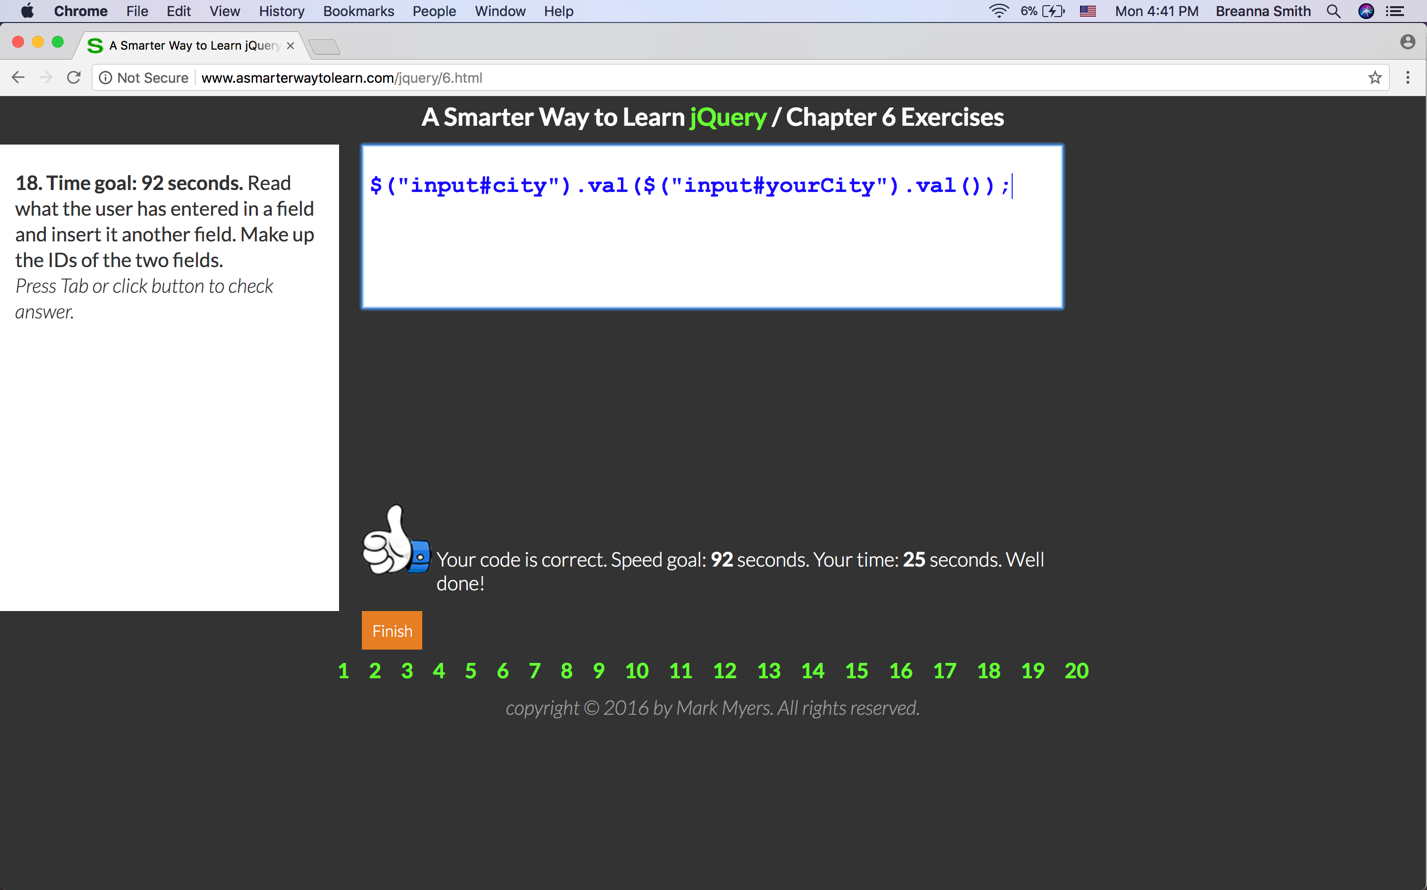 Chrome File Edit View History Bookmarks People Window Help 6% Mon 4:41 PM Breanna Smith
S A Smarter Way to Learn jQuery ×
Not Secure www.asmarterwaytolearn.com/jquery/6.html
A Smarter Way to Learn jQuery / Chapter 6 Exercises
18. Time goal: 92 seconds. Read
what the user has entered in a field
and insert it another field. Make up
the IDs of the two fields.
Press Tab or click button to check
answer.
$("input#city").val($("input#yourCity").val());
Your code is correct. Speed goal: 92 seconds. Your time: 25 seconds. Well
done!
Finish
1 2 3 4 5 6 7 8 9 10 11 12 13 14 15 16 17 18 19 20
copyright © 2016 by Mark Myers. All rights reserved.